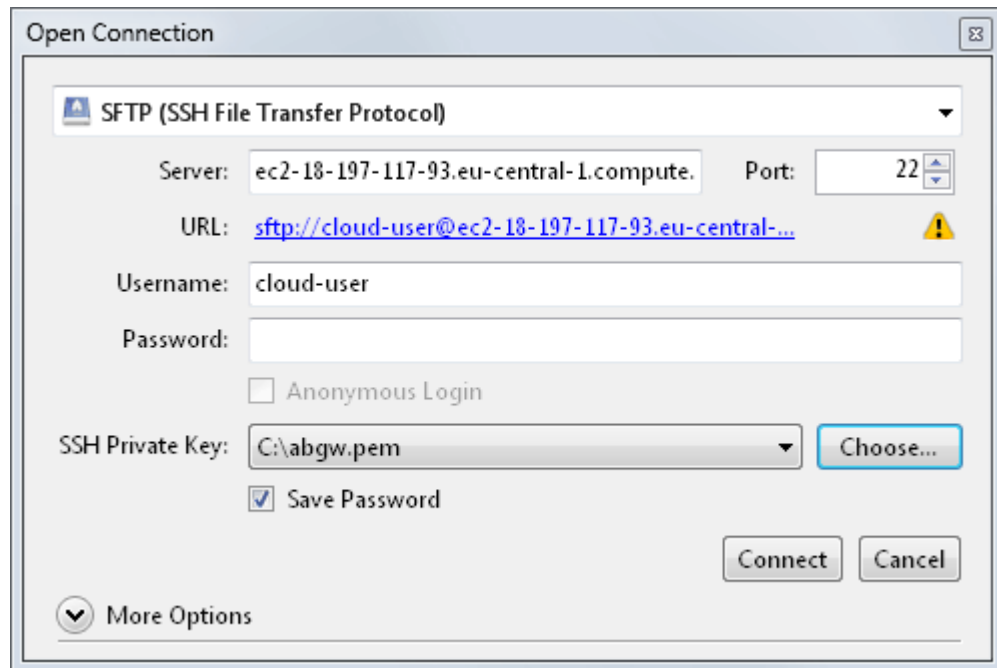 Open Connection
SFTP (SSH File Transfer Protocol)
Server: ec2-18-197-117-93.eu-central-1.compute. Port: 22
URL: sftp://cloud-user@ec2-18-197-117-93.eu-central-...
Username: cloud-user
Password:
Anonymous Login
SSH Private Key: C:\abgw.pem Choose...
Save Password
Connect Cancel
More Options